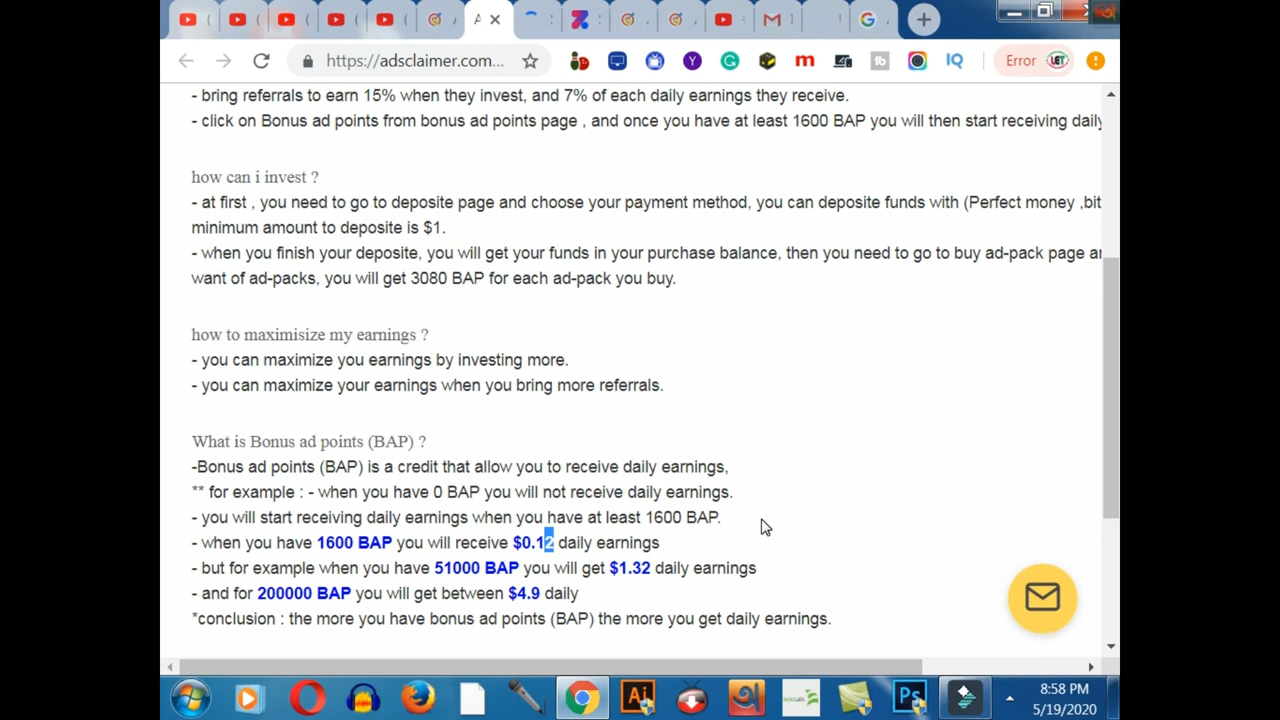 https://adsclaimer.com...
Error
- bring referrals to earn 15% when they invest, and 7% of each daily earnings they receive.
- click on Bonus ad points from bonus ad points page , and once you have at least 1600 BAP you will then start receiving daily
how can i invest ?
- at first , you need to go to deposite page and choose your payment method, you can deposite funds with (Perfect money ,bit
minimum amount to deposite is $1.
- when you finish your deposite, you will get your funds in your purchase balance, then you need to go to buy ad-pack page a
want of ad-packs, you will get 3080 BAP for each ad-pack you buy.
how to maximisize my earnings ?
- you can maximize you earnings by investing more.
- you can maximize your earnings when you bring more referrals.
What is Bonus ad points (BAP) ?
-Bonus ad points (BAP) is a credit that allow you to receive daily earnings,
** for example : - when you have 0 BAP you will not receive daily earnings.
- you will start receiving daily earnings when you have at least 1600 BAP.
- when you have 1600 BAP you will receive $0.12 daily earnings
- but for example when you have 51000 BAP you will get $1.32 daily earnings
- and for 200000 BAP you will get between $4.9 daily
*conclusion : the more you have bonus ad points (BAP) the more you get daily earnings.
8:58 PM
5/19/2020